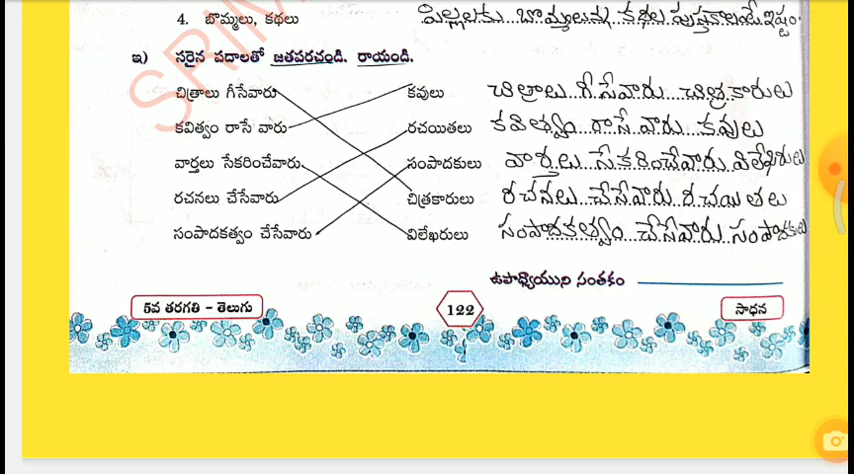 4. బొమ్మలు, కథలు పిల్లలకు బొమ్మలున్న కథల పుస్తకాలంటే ఇష్టం.
ఇ) సరైన పదాలతో జతపరచండి. రాయండి.
చిత్రాలు గీసేవారు కవులు చిత్రాలు గీసేవారు చిత్రకారులు
కవిత్వం రాసే వారు రచయితలు కవిత్వం రాసే వారు కవులు
వార్తలు సేకరించేవారు సంపాదకులు వార్తలు సేకరించేవారు విలేఖరులు
రచనలు చేసేవారు చిత్రకారులు రచనలు చేసేవారు రచయితలు
సంపాదకత్వం చేసేవారు విలేఖరులు సంపాదకత్వం చేసేవారు సంపాదకులు
ఉపాధ్యాయుని సంతకం
5వ తరగతి - తెలుగు 122 సాధన